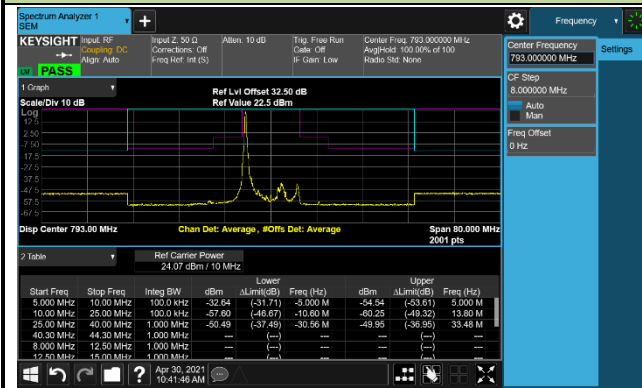 Spectrum Analyzer 1
SEM
Frequency
KEYSIGHT
Input: RF
Coupling: DC
Align: Auto
Input Z: 50 Ω
Corrections: Off
Freq Ref: Int (S)
Atten: 10 dB
Trig: Free Run
Gate: Off
IF Gain: Low
Center Freq: 793.000000 MHz
Avg|Hold: 100.00% of 100
Radio Std: None
PASS
Center Frequency
793.000000 MHz
Settings
CF Step
8.000000 MHz
Auto
Man
Freq Offset
0 Hz
1 Graph
Scale/Div 10 dB
Ref Lvl Offset 32.50 dB
Ref Value 22.5 dBm
Log
12.5
2.50
-7.50
-17.5
-27.5
-37.5
-47.5
-57.5
-67.5
Disp Center 793.00 MHz
Chan Det: Average, #Offs Det: Average
Span 80.000 MHz
2001 pts
2 Table
Ref Carrier Power
24.07 dBm / 10 MHz
Lower Upper
Start Freq Stop Freq Integ BW dBm ΔLimit(dB) Freq (Hz) dBm ΔLimit(dB) Freq (Hz)
5.000 MHz 10.00 MHz 100.0 kHz -32.64 (-31.71) -5.000 M -54.54 (-53.61) 5.000 M
10.00 MHz 25.00 MHz 100.0 kHz -57.60 (-46.67) -10.60 M -60.25 (-49.32) 13.80 M
25.00 MHz 40.00 MHz 1.000 MHz -50.49 (-37.49) -30.56 M -49.95 (-36.95) 33.48 M
40.30 MHz 44.30 MHz 1.000 MHz --- (---) --- (---)
8.000 MHz 12.50 MHz 1.000 MHz --- (---) --- (---)
12.50 MHz 15.00 MHz 1.000 MHz --- (---) --- (---)
Apr 30, 2021
10:41:46 AM